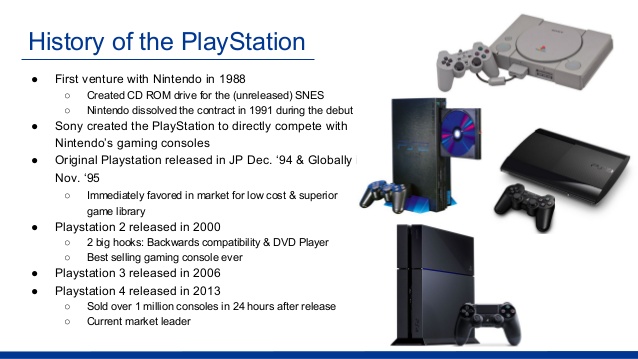 History of the PlayStation
● First venture with Nintendo in 1988
○ Created CD ROM drive for the (unreleased) SNES
○ Nintendo dissolved the contract in 1991 during the debut
● Sony created the PlayStation to directly compete with
Nintendo's gaming consoles
● Original Playstation released in JP Dec. ‘94 & Globally
Nov. ‘95
○ Immediately favored in market for low cost & superior
game library
● Playstation 2 released in 2000
○ 2 big hooks: Backwards compatibility & DVD Player
○ Best selling gaming console ever
● Playstation 3 released in 2006
● Playstation 4 released in 2013
○ Sold over 1 million consoles in 24 hours after release
○ Current market leader